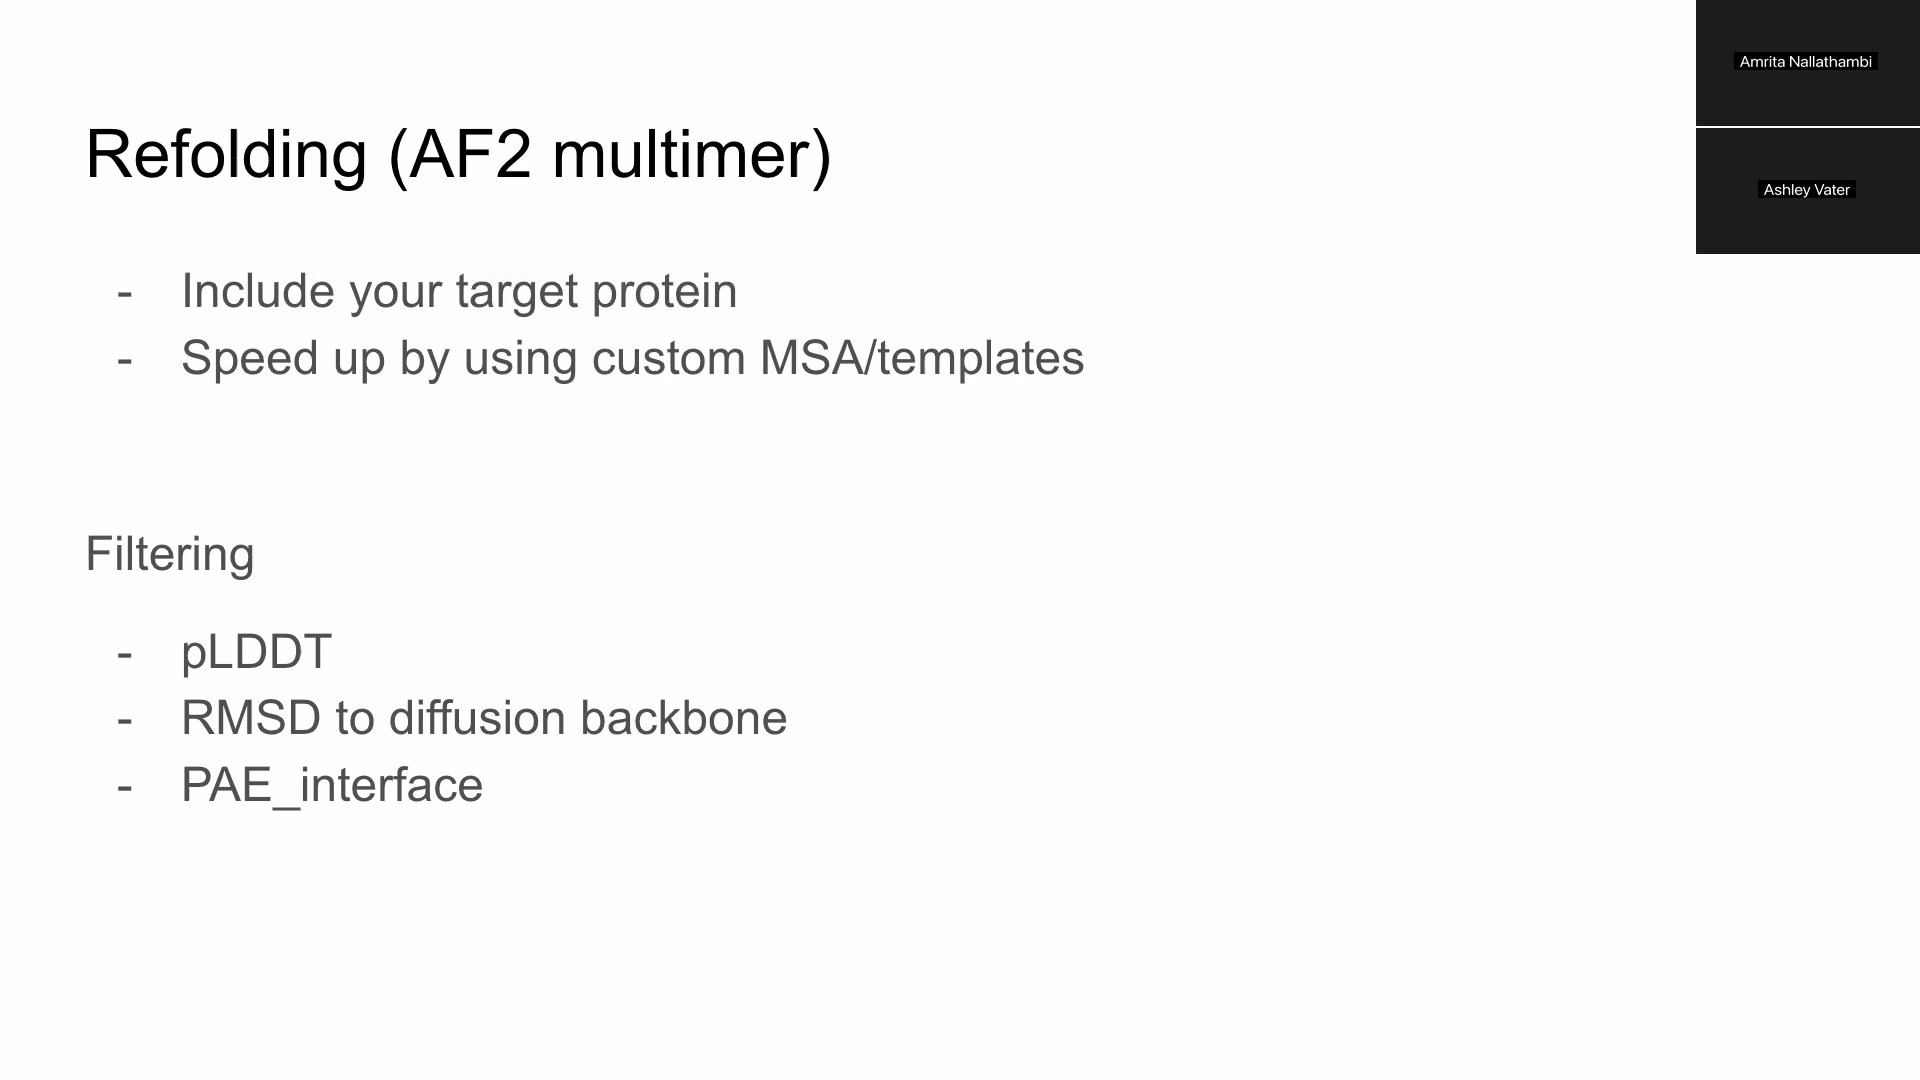 Refolding (AF2 multimer)
- Include your target protein
- Speed up by using custom MSA/templates
Filtering
- pLDDT
- RMSD to diffusion backbone
- PAE_interface
Amrita Nallathambi
Ashley Vater